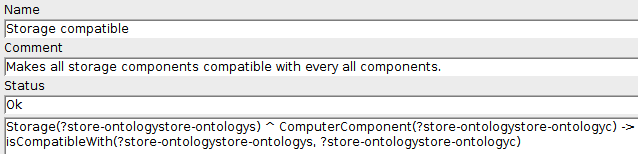 Name
Storage compatible
Comment
Makes all storage components compatible with every all components.
Status
Ok
Storage(?store-ontologystore-ontologys) ^ ComputerComponent(?store-ontologystore-ontologyc) ->
isCompatibleWith(?store-ontologystore-ontologys, ?store-ontologystore-ontologyc)